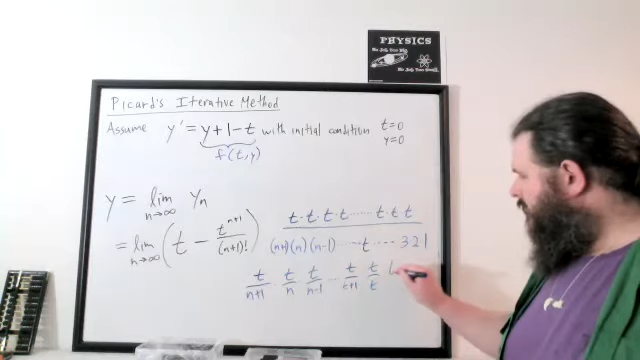 PHYSICS
Picard's Iterative Method
Assume y' = y+1-t with initial condition t=0
y=0
f(t,y)
y = lim n→∞ yn
= lim n→∞ (t - t^(n+1)/(n+1)!)
t·t·t·t······t·t·t
(n+1)(n)(n-1)·····t···· 3 2 1
t/(n+1) · t/n · t/(n-1) ... t/(t+1) t/t